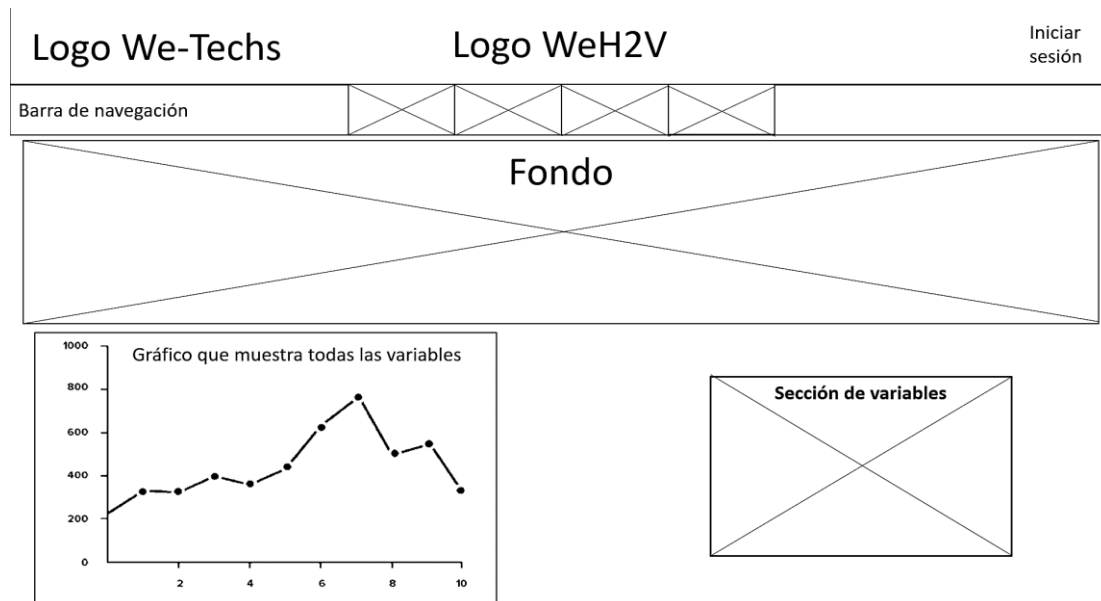 Logo We-Techs
Logo WeH2V
Iniciar
sesión
Barra de navegación
Fondo
Gráfico que muestra todas las variables
1000
800
600
400
200
0
2
4
6
8
10
Sección de variables